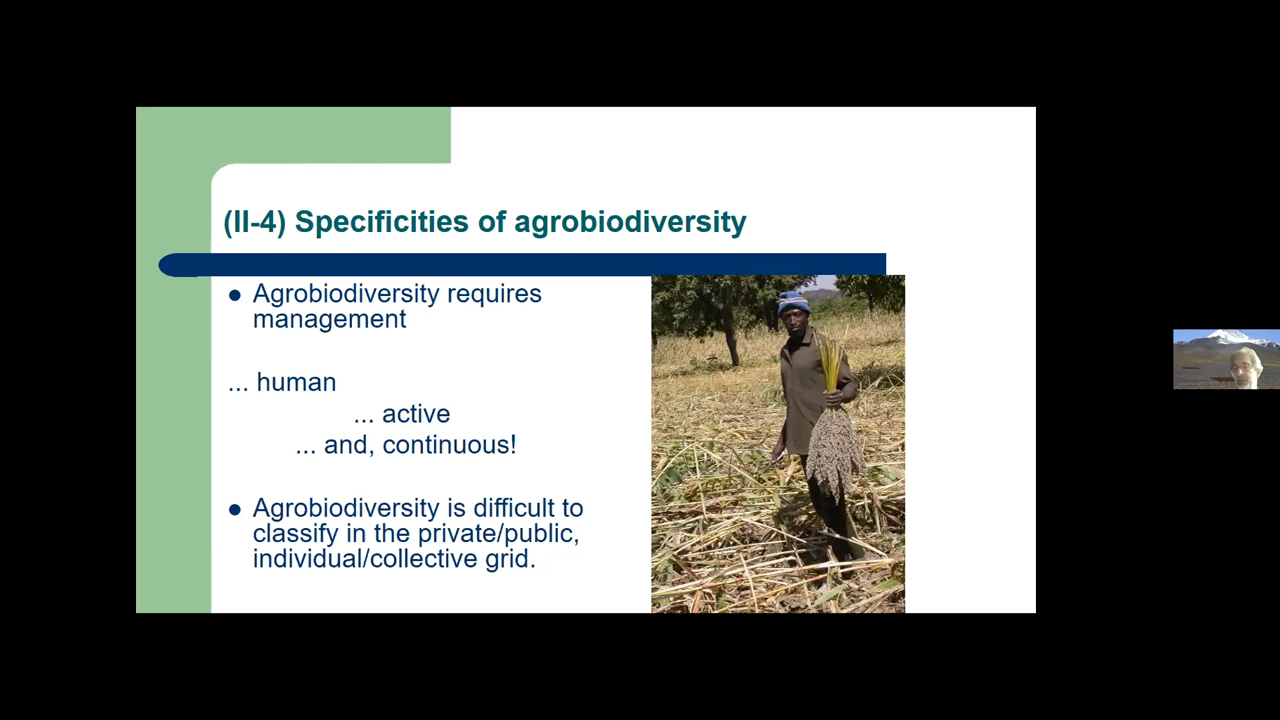 (II-4) Specificities of agrobiodiversity
● Agrobiodiversity requires
management
... human
... active
... and, continuous!
● Agrobiodiversity is difficult to
classify in the private/public,
individual/collective grid.